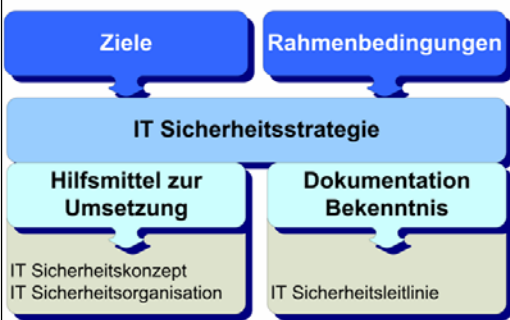 Ziele
Rahmenbedingungen
IT Sicherheitsstrategie
Hilfsmittel zur
Umsetzung
Dokumentation
Bekenntnis
IT Sicherheitskonzept
IT Sicherheitsorganisation
IT Sicherheitsleitlinie